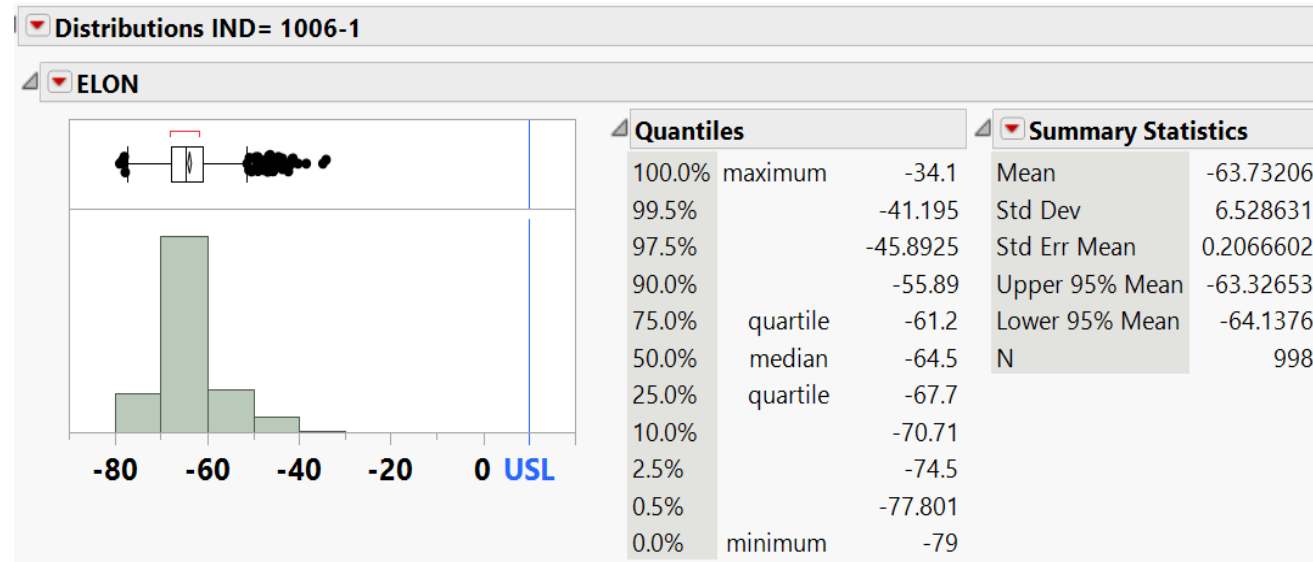 Distributions IND= 1006-1
ELON
-80 -60 -40 -20 0 USL
Quantiles
100.0% maximum -34.1
99.5% -41.195
97.5% -45.8925
90.0% -55.89
75.0% quartile -61.2
50.0% median -64.5
25.0% quartile -67.7
10.0% -70.71
2.5% -74.5
0.5% -77.801
0.0% minimum -79
Summary Statistics
Mean -63.73206
Std Dev 6.528631
Std Err Mean 0.2066602
Upper 95% Mean -63.32653
Lower 95% Mean -64.1376
N 998